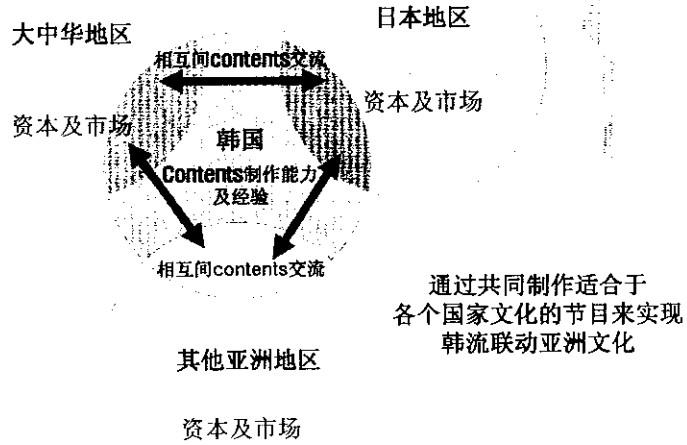 大中华地区
日本地区
相互间contents交流
资本及市场
资本及市场
韩国
Contents制作能力
及经验
相互间contents交流
通过共同制作适合于
各个国家文化的节目来实现
韩流联动亚洲文化
其他亚洲地区
资本及市场